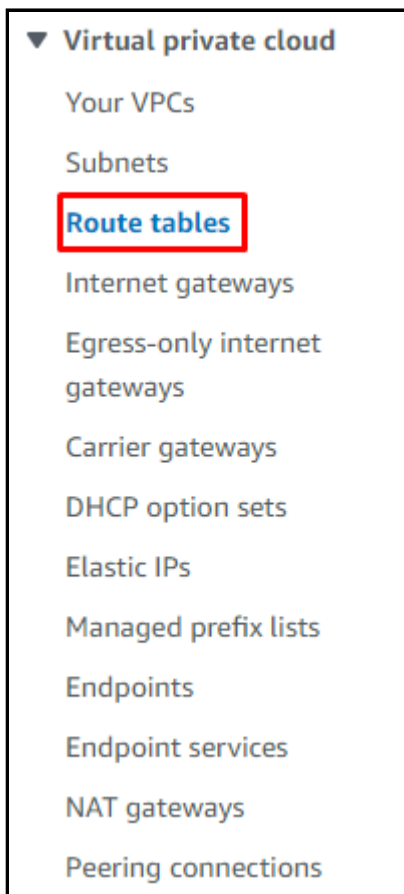 Virtual private cloud
Your VPCs
Subnets
Route tables
Internet gateways
Egress-only internet
gateways
Carrier gateways
DHCP option sets
Elastic IPs
Managed prefix lists
Endpoints
Endpoint services
NAT gateways
Peering connections